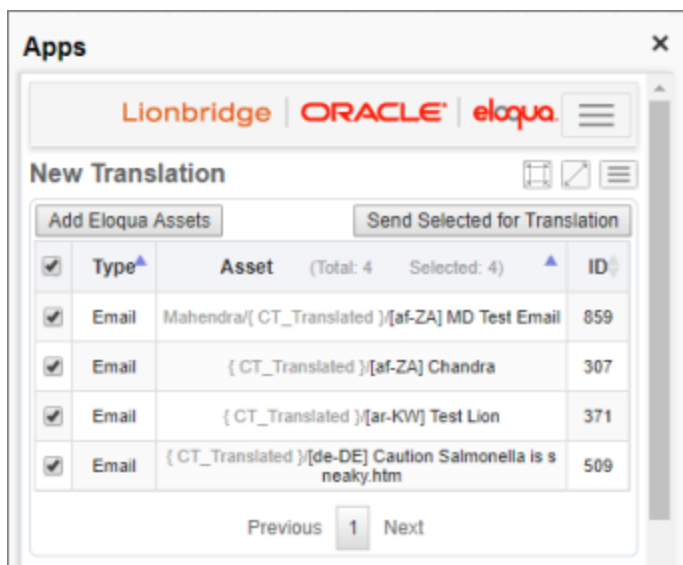 Apps ×
Lionbridge | ORACLE® | eloqua.
New Translation
Add Eloqua Assets Send Selected for Translation
Type Asset (Total: 4 Selected: 4) ID
Email Mahendra/{ CT_Translated }/[af-ZA] MD Test Email 859
Email { CT_Translated }/[af-ZA] Chandra 307
Email { CT_Translated }/[ar-KW] Test Lion 371
Email { CT_Translated }/[de-DE] Caution Salmonella is s 509
neaky.htm
Previous 1 Next